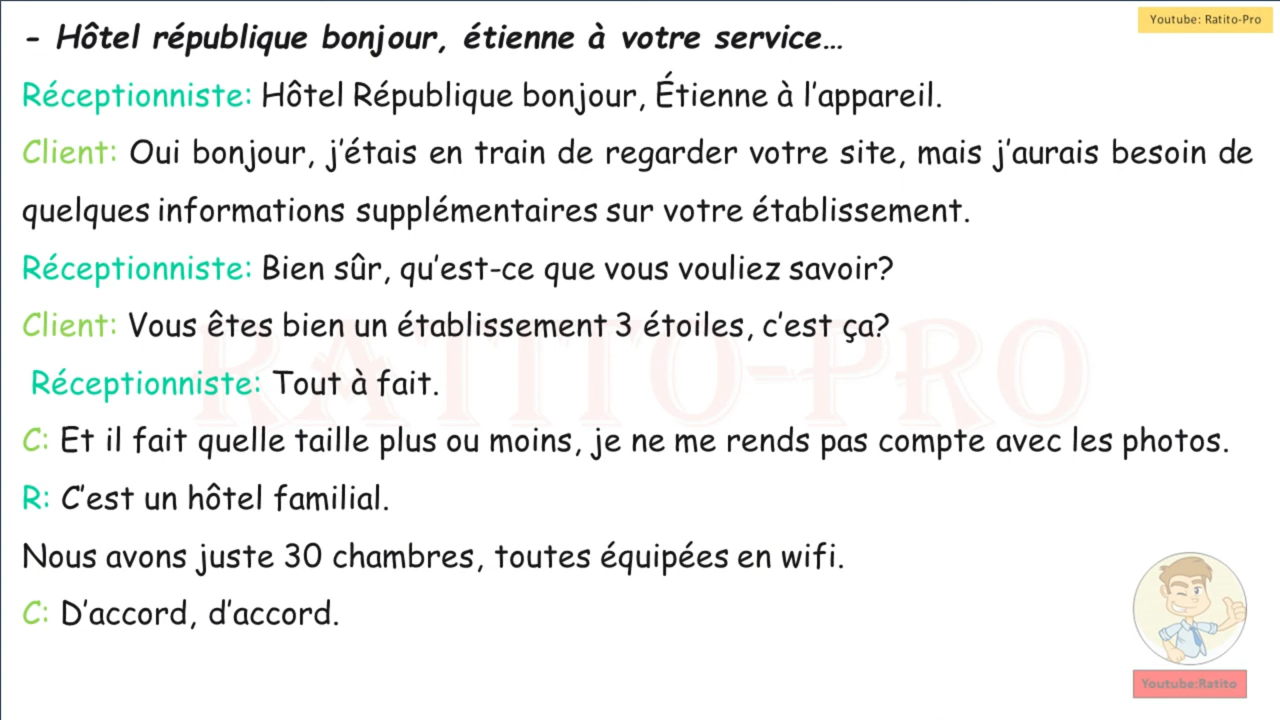 Youtube: Ratito-Pro
- Hôtel république bonjour, étienne à votre service…
Réceptionniste: Hôtel République bonjour, Étienne à l’appareil.
Client: Oui bonjour, j’étais en train de regarder votre site, mais j’aurais besoin de
quelques informations supplémentaires sur votre établissement.
Réceptionniste: Bien sûr, qu’est-ce que vous vouliez savoir?
Client: Vous êtes bien un établissement 3 étoiles, c’est ça?
RATITO-PRO
Réceptionniste: Tout à fait.
C: Et il fait quelle taille plus ou moins, je ne me rends pas compte avec les photos.
R: C’est un hôtel familial.
Nous avons juste 30 chambres, toutes équipées en wifi.
C: D’accord, d’accord.
Youtube:Ratito